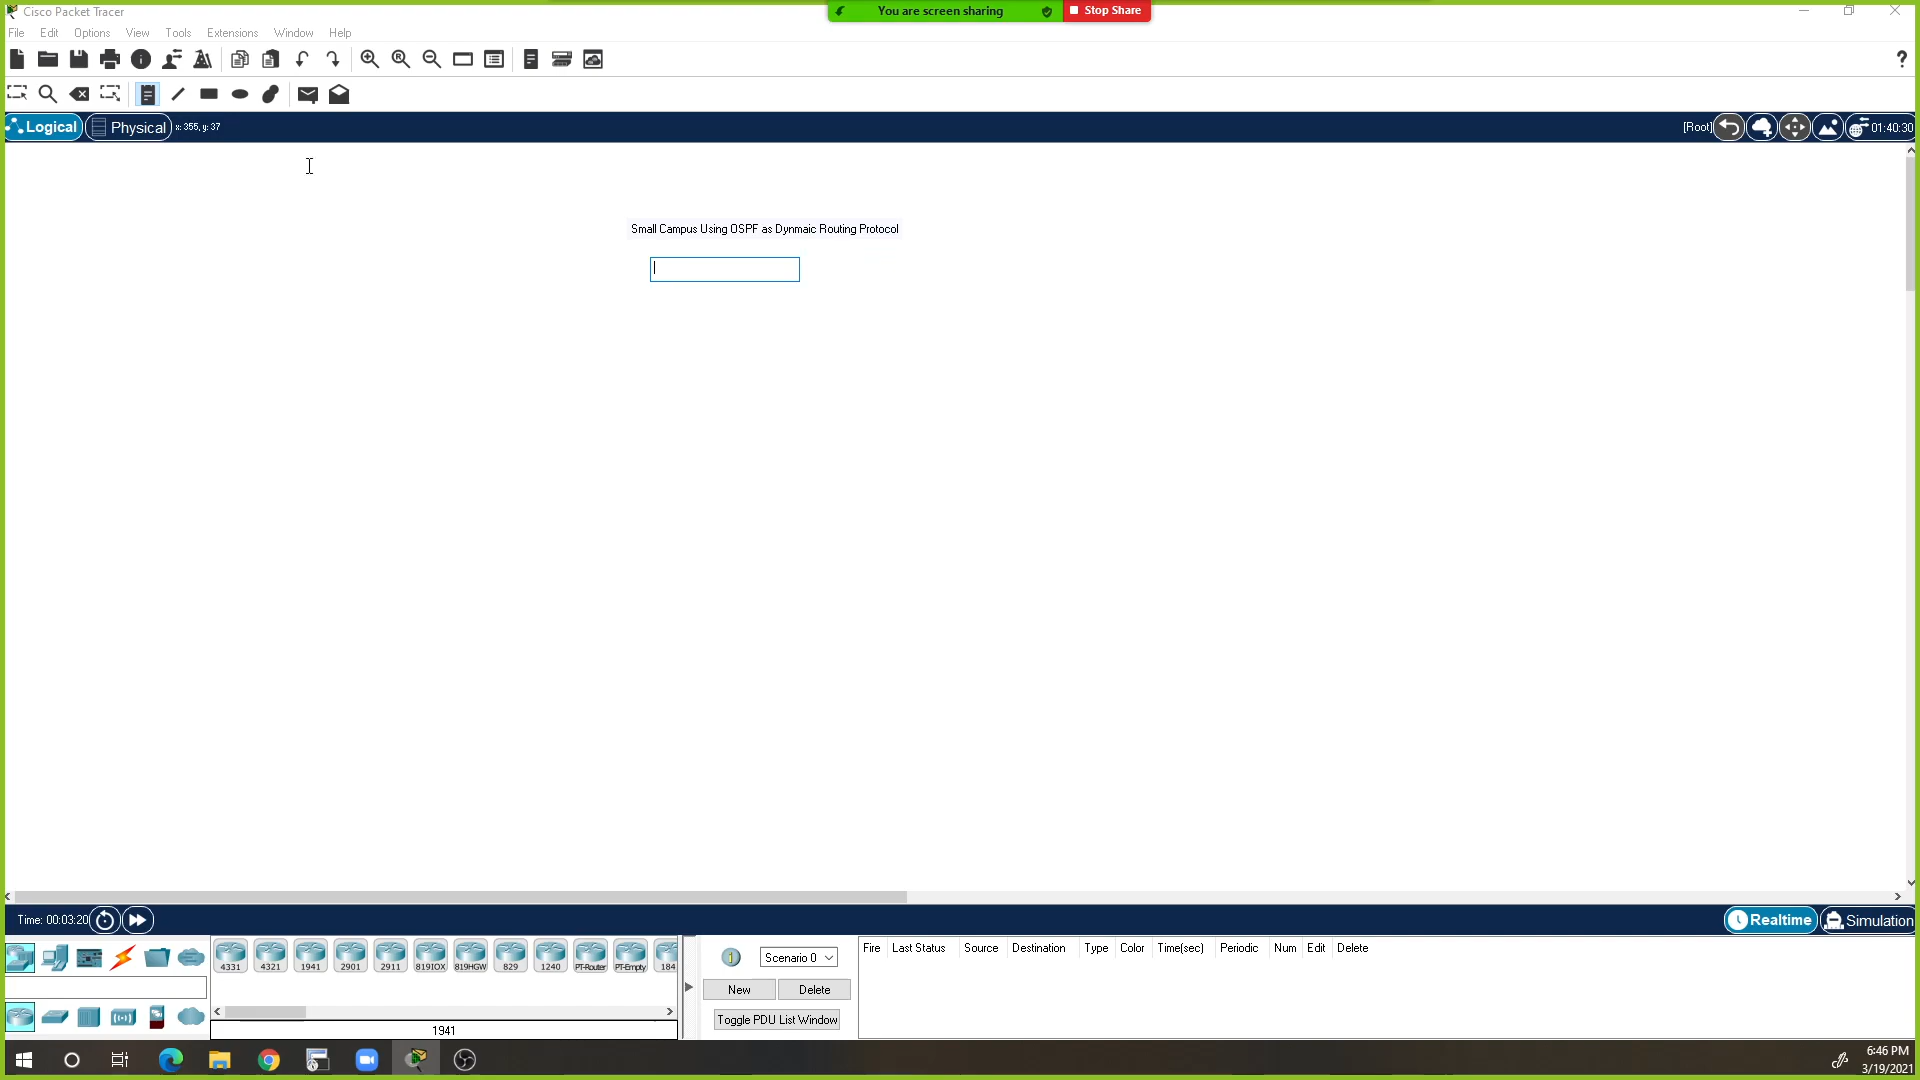 Cisco Packet Tracer
You are screen sharing
Stop Share
File Edit Options View Tools Extensions Window Help
?
Logical Physical x: 355, y: 37
[Root] 01:40:30
Small Campus Using OSPF as Dynmaic Routing Protocol
Time: 00:03:20
Realtime Simulation
4331 4321 1941 2901 2911 819IOX 819HGW 829 1240 PT-Router PT-Empty 184
1941
1 Scenario 0
New Delete
Toggle PDU List Window
Fire Last Status Source Destination Type Color Time(sec) Periodic Num Edit Delete
6:46 PM
3/19/2021